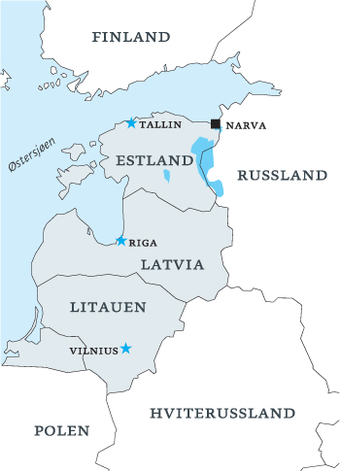 FINLAND
TALLIN
NARVA
Østersjøen
ESTLAND
RUSSLAND
RIGA
LATVIA
LITAUEN
VILNIUS
HVITERUSSLAND
POLEN